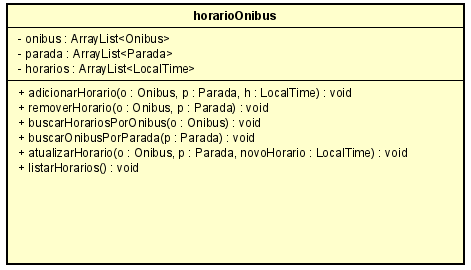 horarioOnibus
- onibus : ArrayList<Onibus>
- parada : ArrayList<Parada>
- horarios : ArrayList<LocalTime>
+ adicionarHorario(o : Onibus, p : Parada, h : LocalTime) : void
+ removerHorario(o : Onibus, p : Parada) : void
+ buscarHorariosPorOnibus(o : Onibus) : void
+ buscarOnibusPorParada(p : Parada) : void
+ atualizarHorario(o : Onibus, p : Parada, novoHorario : LocalTime) : void
+ listarHorarios() : void